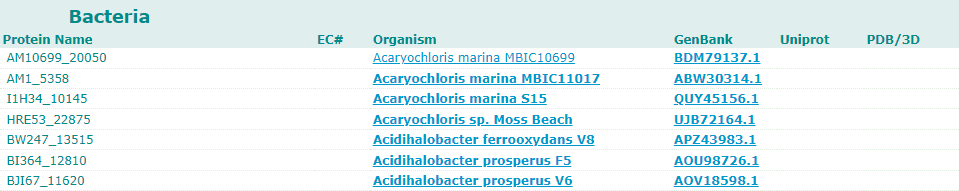 Bacteria
Protein Name EC# Organism GenBank Uniprot PDB/3D
AM10699_20050 Acaryochloris marina MBIC10699 BDM79137.1
AM1_5358 Acaryochloris marina MBIC11017 ABW30314.1
I1H34_10145 Acaryochloris marina S15 QUY45156.1
HRE53_22875 Acaryochloris sp. Moss Beach UJB72164.1
BW247_13515 Acidihalobacter ferrooxydans V8 APZ43983.1
BI364_12810 Acidihalobacter prosperus F5 AOU98726.1
BJI67_11620 Acidihalobacter prosperus V6 AOV18598.1